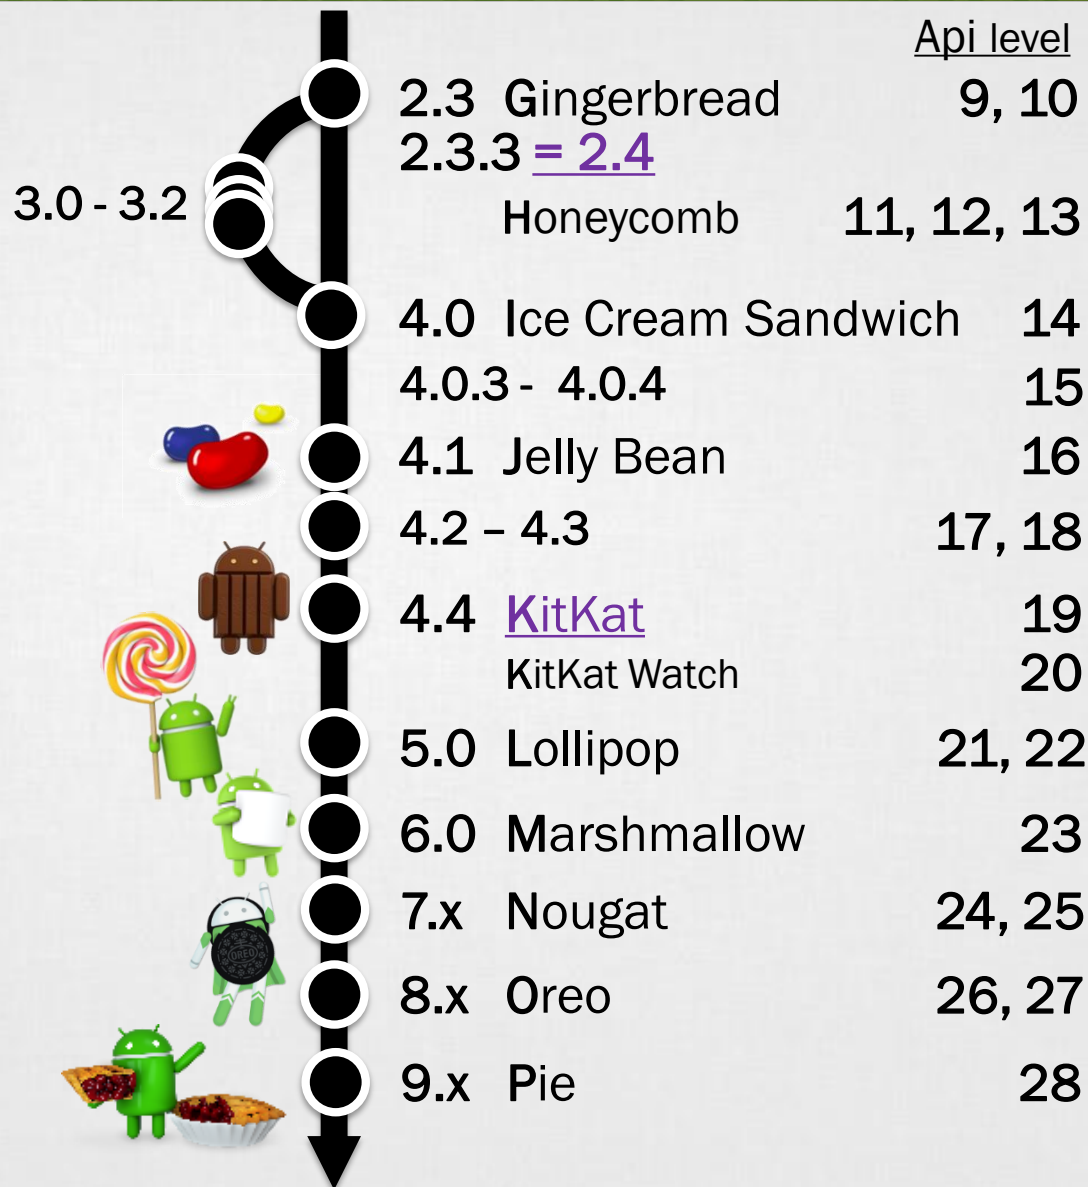 Api level
2.3 Gingerbread 9, 10
2.3.3 = 2.4
3.0 - 3.2 Honeycomb 11, 12, 13
4.0 Ice Cream Sandwich 14
4.0.3 - 4.0.4 15
4.1 Jelly Bean 16
4.2 – 4.3 17, 18
4.4 KitKat 19
KitKat Watch 20
5.0 Lollipop 21, 22
6.0 Marshmallow 23
7.x Nougat 24, 25
OREO
8.x Oreo 26, 27
9.x Pie 28